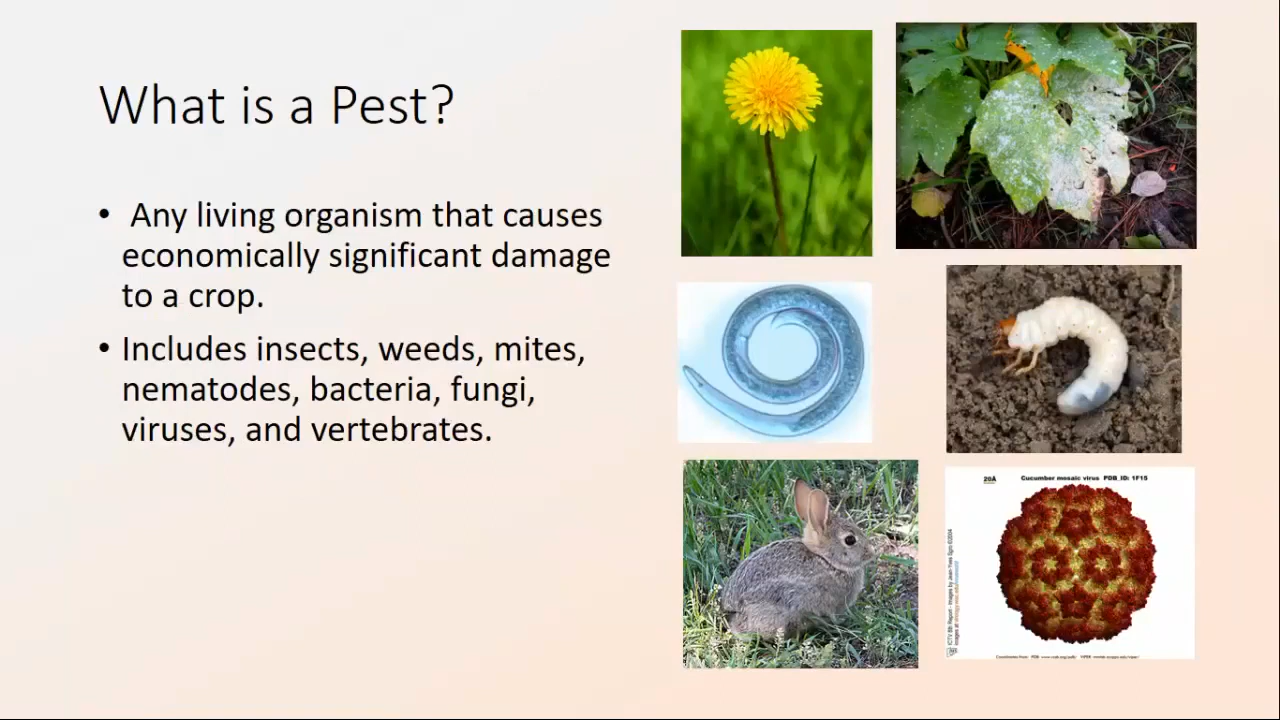 What is a Pest?
• Any living organism that causes
economically significant damage
to a crop.
• Includes insects, weeds, mites,
nematodes, bacteria, fungi,
viruses, and vertebrates.
20Å
Cucumber mosaic virus PDB_ID: 1F15